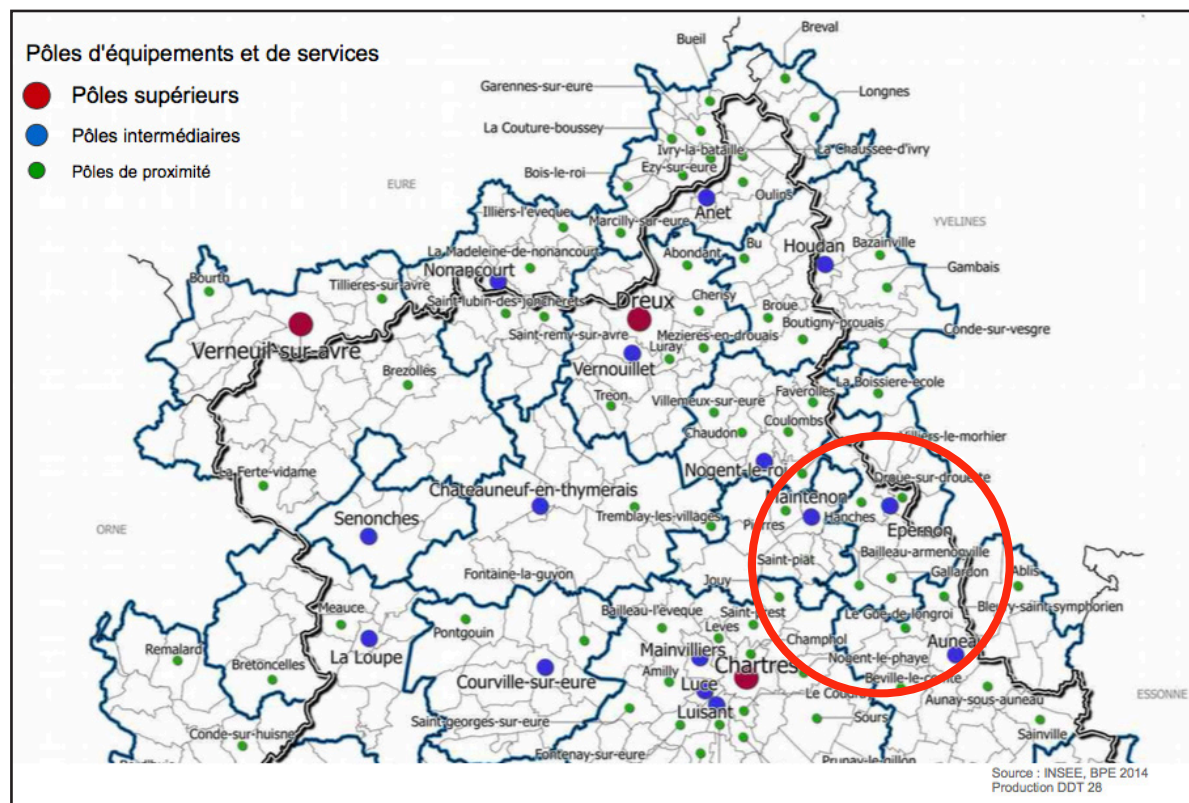 Pôles d'équipements et de services
Pôles supérieurs
Pôles intermédiaires
Pôles de proximité
Breval
Bueil
Garennes-sur-eure
Longnes
La Couture-boussey
Ivry-la-bataille
La Chaussee-d'ivry
Ezy-sur-eure
Bois-le-roi
EURE
Oulins
Anet
Illiers-l'eveque
Marcilly-sur-eure
YVELINES
La Madeleine-de-nonancourt
Abondant
Bu
Houdan
Bazainville
Nonancourt
Gambais
Bourth
Tillieres-sur-avre
Saint-lubin-des-joncherets
Dreux
Cherisy
Broue
Saint-remy-sur-avre
Mezieres-en-drouais
Boutigny-prouais
Conde-sur-vesgre
Verneuil-sur-avre
Luray
Vernouillet
Brezolles
La Boissiere-ecole
Treon
Villemeux-sur-eure
Faverolles
Coulombs
Chaudon
Villiers-le-morhier
Nogent-le-roi
La Ferte-vidame
Droue-sur-drouette
Chateauneuf-en-thymerais
Maintenon
Senonches
Tremblay-les-villages
Pierres
Hanches
Epernon
ORNE
Bailleau-armenonville
Saint-piat
Fontaine-la-guyon
Gallardon
Ablis
Jouy
Meauce
Bailleau-l'eveque
Saint-prest
Le Gue-de-longroi
Bleury-saint-symphorien
Pontgouin
Leves
Champhol
Auneau
Remalard
La Loupe
Mainvilliers
Nogent-le-phaye
Bretoncelles
Chartres
Courville-sur-eure
Amilly
Beville-le-comte
Luce
Le Coudray
ESSONNE
Aunay-sous-auneau
Luisant
Saint-georges-sur-eure
Sours
Conde-sur-huisne
Sainville
Fontenay-sur-eure
Source : INSEE, BPE 2014
Production DDT 28